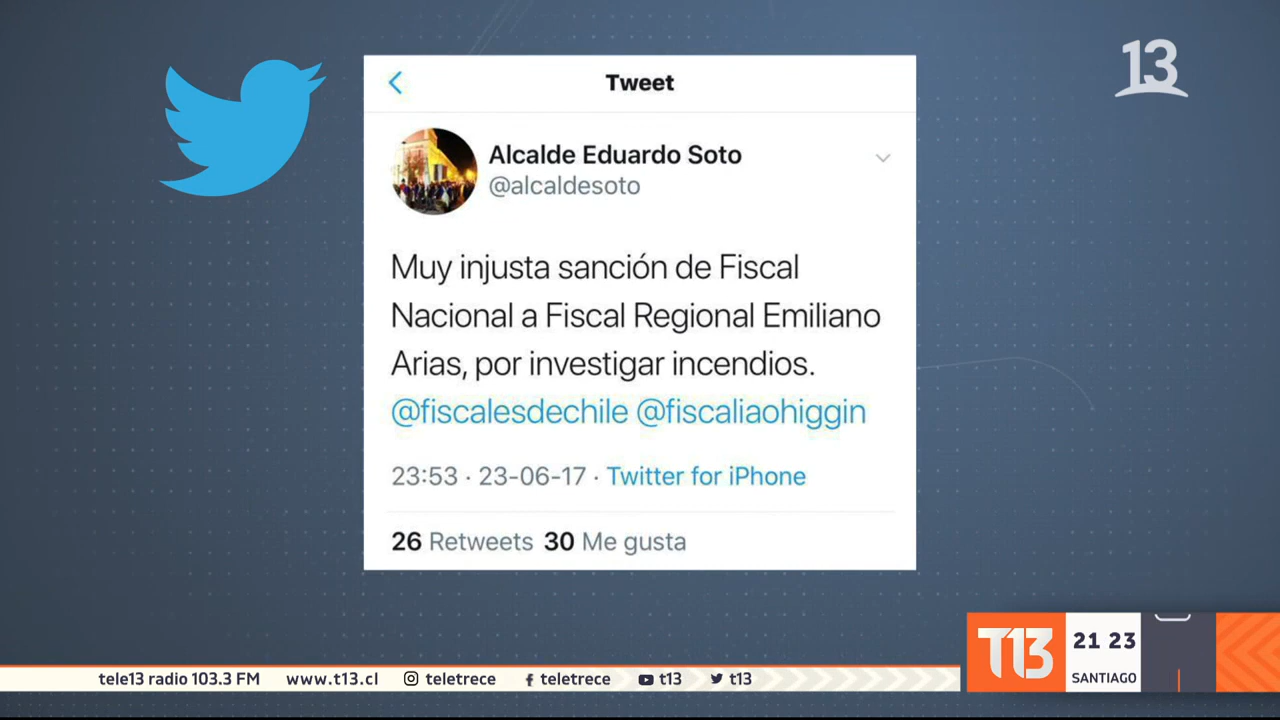 13
Tweet
Alcalde Eduardo Soto
@alcaldesoto
Muy injusta sanción de Fiscal
Nacional a Fiscal Regional Emiliano
Arias, por investigar incendios.
@fiscalesdechile @fiscaliaohiggin
23:53 · 23-06-17 · Twitter for iPhone
26 Retweets 30 Me gusta
T13
21 23
SANTIAGO
tele13 radio 103.3 FM www.t13.cl teletrece teletrece t13 t13